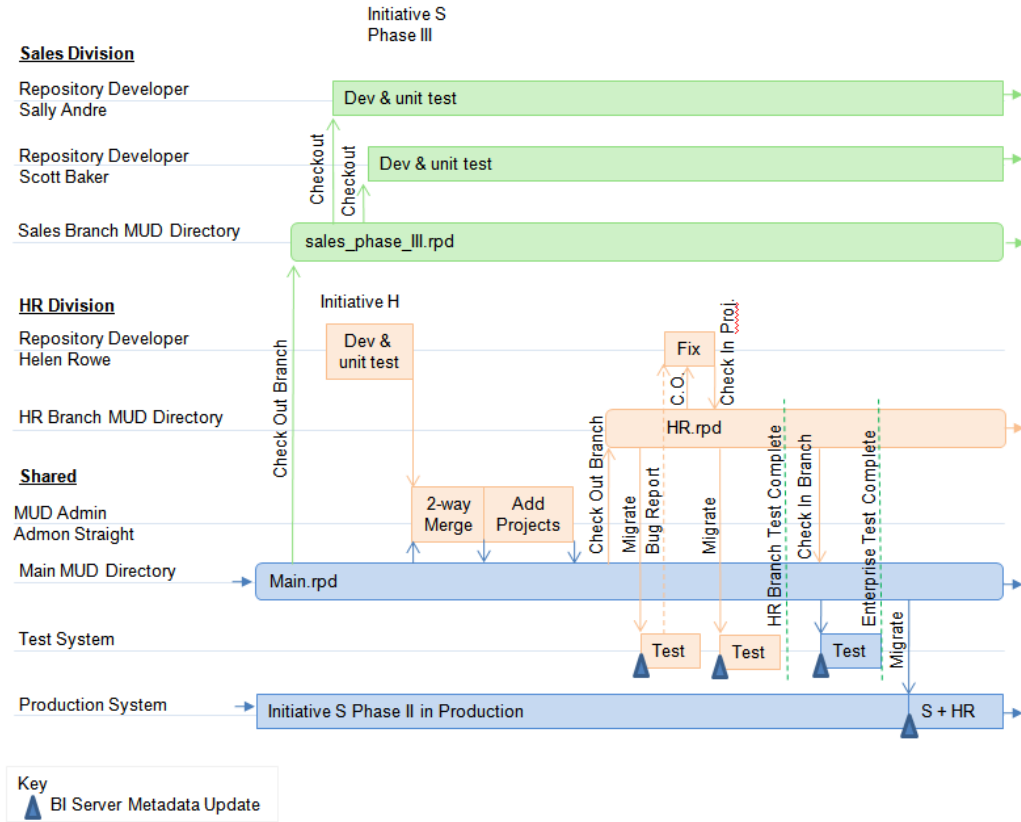 Initiative S
Phase III
Sales Division
Repository Developer
Sally Andre
Dev & unit test
Repository Developer
Scott Baker
Dev & unit test
Checkout
Checkout
Sales Branch MUD Directory
sales_phase_III.rpd
HR Division
Initiative H
Repository Developer
Helen Rowe
Dev &
unit test
Fix
Check In Proj.
C.O.
Check Out Branch
HR Branch MUD Directory
HR.rpd
Shared
MUD Admin
Admon Straight
2-way
Merge
Add
Projects
Check Out Branch
Migrate
Bug Report
Migrate
HR Branch Test Complete
Check In Branch
Enterprise Test Complete
Main MUD Directory
Main.rpd
Test System
Test
Test
Test
Migrate
Production System
Initiative S Phase II in Production
S + HR
Key
BI Server Metadata Update